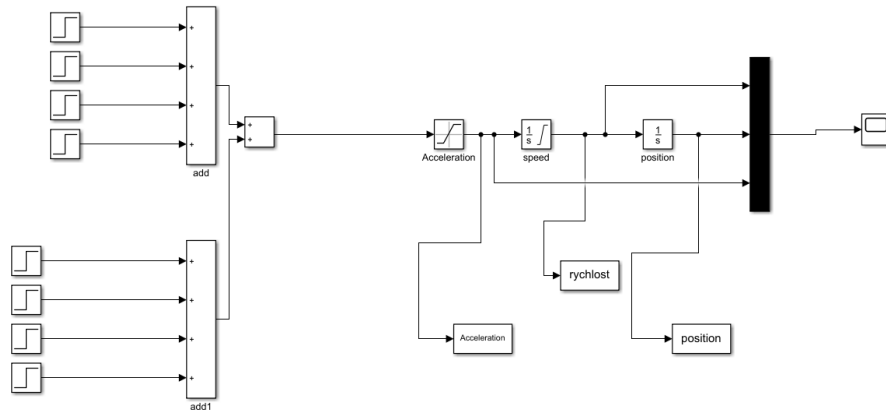 +
+
+
+
add
+
+
Acceleration
1
s
speed
1
s
position
+
+
+
+
add1
rychlost
Acceleration
position